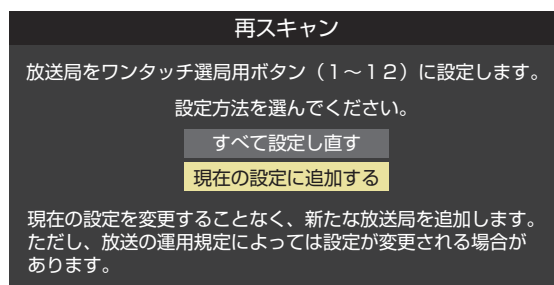 再スキャン
放送局をワンタッチ選局用ボタン（１～１２）に設定します。
設定方法を選んでください。
すべて設定し直す
現在の設定に追加する
現在の設定を変更することなく、新たな放送局を追加します。
ただし、放送の運用規定によっては設定が変更される場合が
あります。